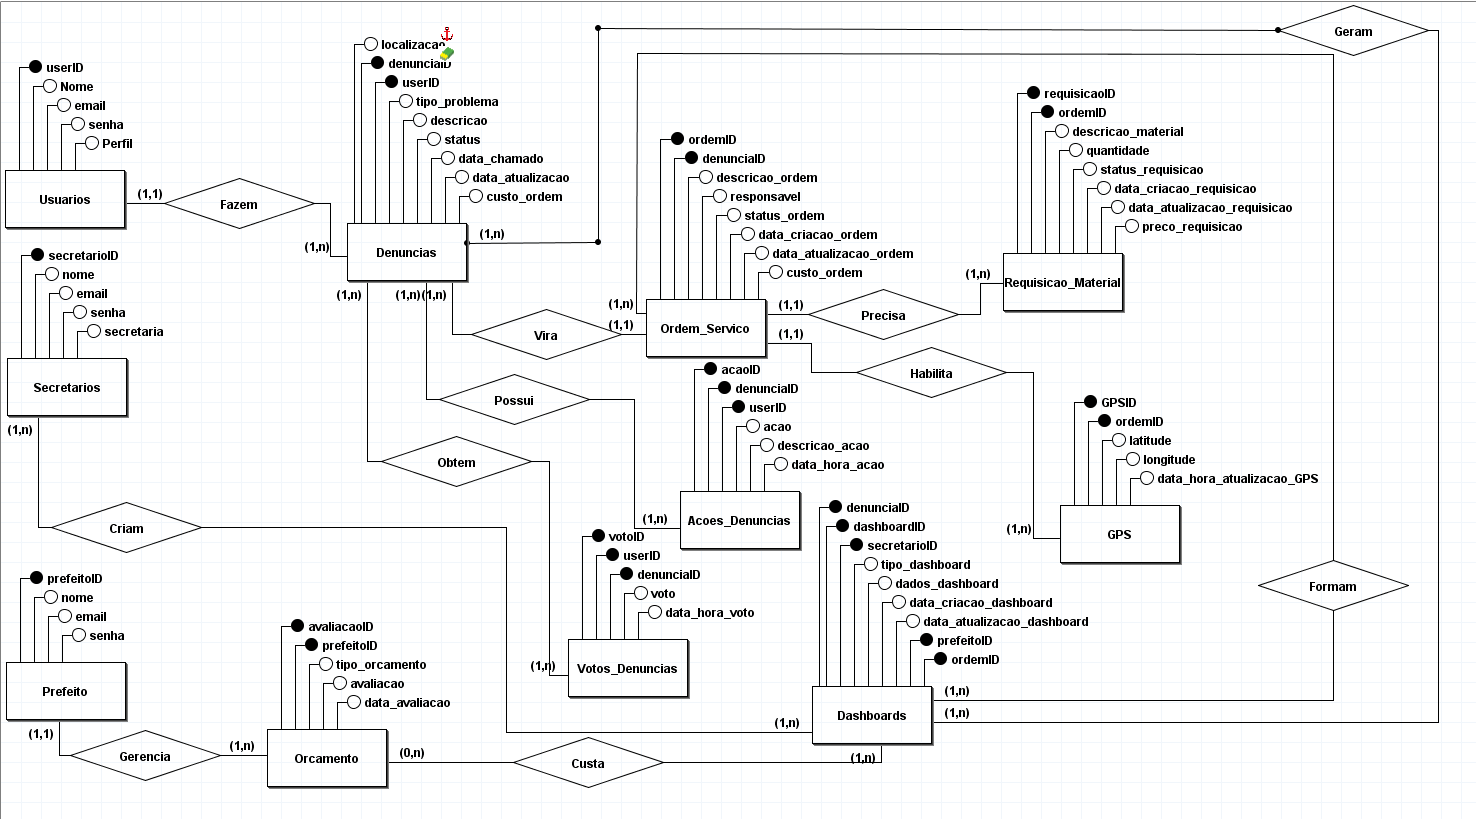 userID
Nome
email
senha
Perfil
Usuarios
(1,1)
Fazem
(1,n)
localizacao
denunciaID
userID
tipo_problema
descricao
status
data_chamado
data_atualizacao
custo_ordem
Denuncias
(1,n)
(1,n)
(1,n)
(1,n)
Geram
secretarioID
nome
email
senha
secretaria
Secretarios
(1,n)
ordemID
denunciaID
descricao_ordem
responsavel
status_ordem
data_criacao_ordem
data_atualizacao_ordem
custo_ordem
Ordem_Servico
(1,n)
(1,1)
(1,1)
(1,1)
Vira
Precisa
(1,n)
requisicaoID
ordemID
descricao_material
quantidade
status_requisicao
data_criacao_requisicao
data_atualizacao_requisicao
preco_requisicao
Requisicao_Material
Habilita
Possui
Obtem
acaoID
denunciaID
userID
acao
descricao_acao
data_hora_acao
Acoes_Denuncias
(1,n)
GPSID
ordemID
latitude
longitude
data_hora_atualizacao_GPS
GPS
(1,n)
Criam
votoID
userID
denunciaID
voto
data_hora_voto
Votos_Denuncias
(1,n)
denunciaID
dashboardID
secretarioID
tipo_dashboard
dados_dashboard
data_criacao_dashboard
data_atualizacao_dashboard
prefeitoID
ordemID
Dashboards
(1,n)
(1,n)
(1,n)
(1,n)
Formam
prefeitoID
nome
email
senha
Prefeito
(1,1)
Gerencia
(1,n)
avaliacaoID
prefeitoID
tipo_orcamento
avaliacao
data_avaliacao
Orcamento
(0,n)
Custa